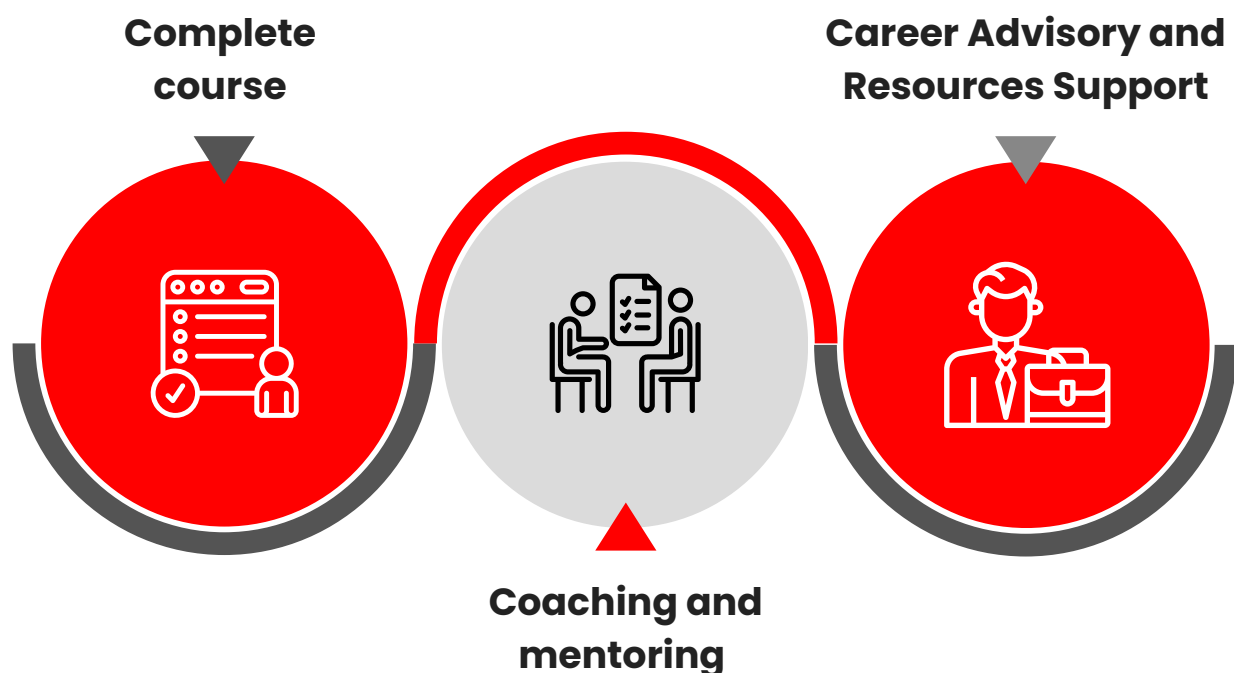 Complete
course
Career Advisory and
Resources Support
Coaching and
mentoring